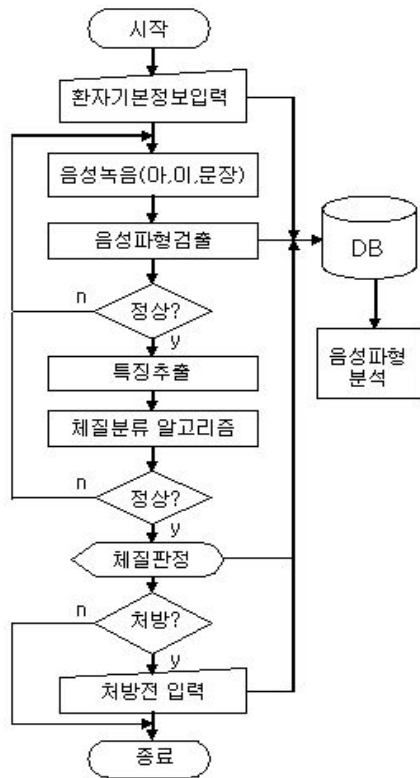 시작
환자기본정보입력
음성녹음(아,이,문장)
음성파형검출
DB
n
정상?
y
음성파형
분석
특징추출
체질분류 알고리즘
n
정상?
y
체질판정
n
처방?
y
처방전 입력
종료